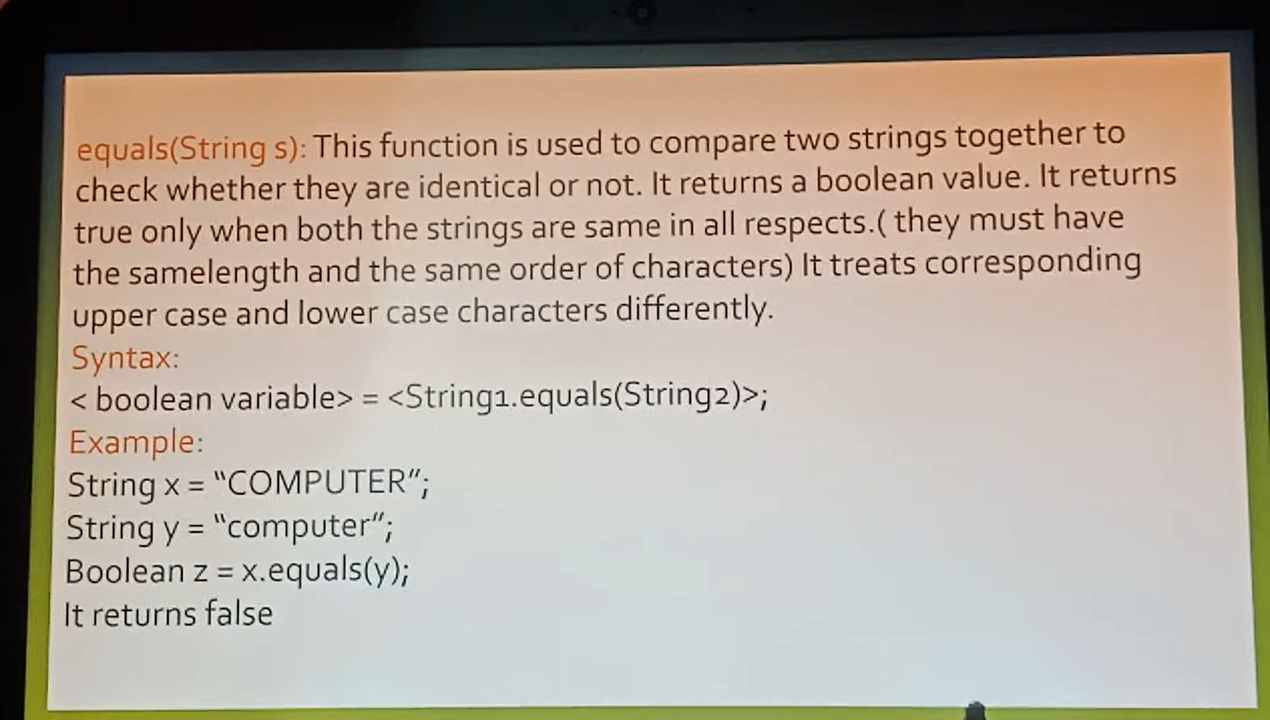 equals(String s): This function is used to compare two strings together to
check whether they are identical or not. It returns a boolean value. It returns
true only when both the strings are same in all respects.( they must have
the samelength and the same order of characters) It treats corresponding
upper case and lower case characters differently.
Syntax:
< boolean variable> = <String1.equals(String2)>;
Example:
String x = “COMPUTER”;
String y = “computer”;
Boolean z = x.equals(y);
It returns false